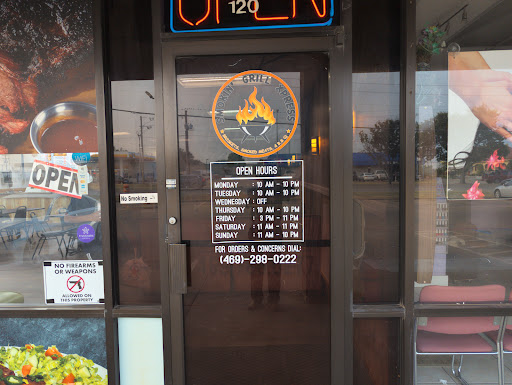 OPEN
120
GRILL XPRESS
OPEN HOURS
MONDAY : 10 AM - 10 PM
TUESDAY : 10 AM - 10 PM
WEDNESDAY : OFF
THURSDAY : 10 AM - 10 PM
FRIDAY : 3 PM - 11 PM
SATURDAY : 11 AM - 11 PM
SUNDAY : 11 AM - 10 PM
FOR ORDERS & CONCERNS DIAL:
(469)-298-0222
OPEN
No Smoking
NO FIREARMS
OR WEAPONS
ALLOWED ON
THIS PROPERTY